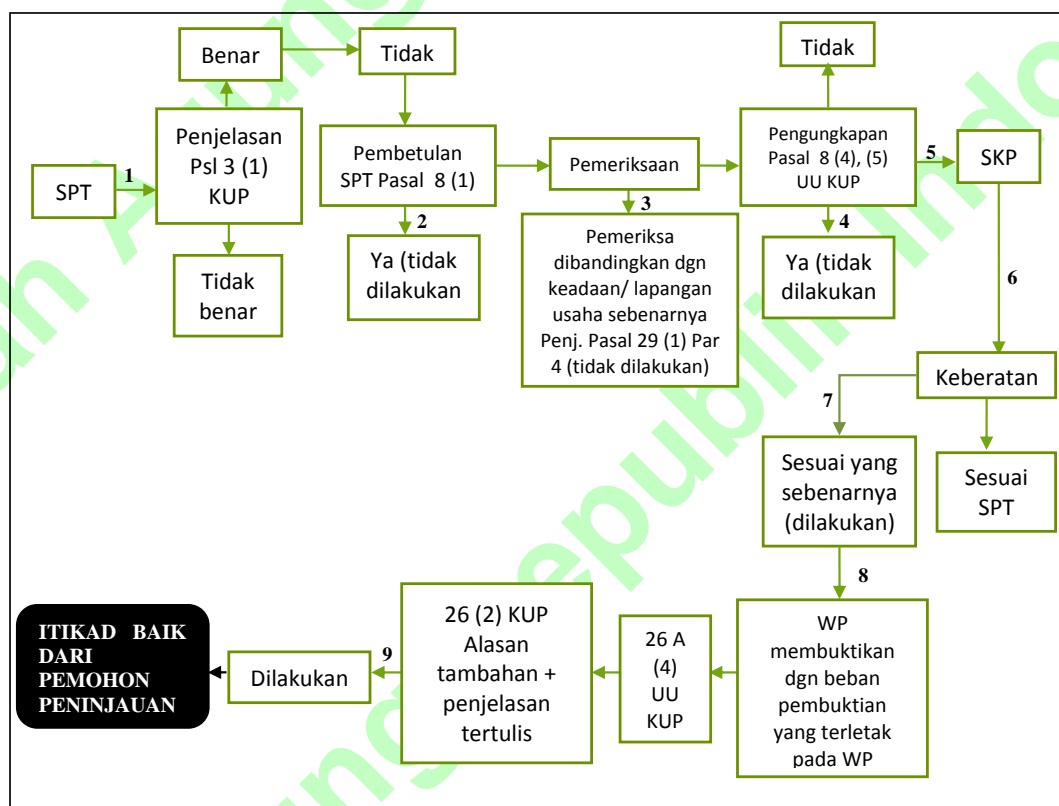 Benar
Tidak
Tidak
SPT
1
Penjelasan
Psl 3 (1)
KUP
Pembetulan
SPT Pasal 8 (1)
Pemeriksaan
Pengungkapan
Pasal 8 (4), (5)
UU KUP
5
SKP
Tidak
benar
2
Ya (tidak
dilakukan
3
Pemeriksa
dibandingkan dgn
keadaan/ lapangan
usaha sebenarnya
Penj. Pasal 29 (1) Par
4 (tidak dilakukan)
4
Ya (tidak
dilakukan
6
Keberatan
7
Sesuai yang
sebenarnya
(dilakukan)
Sesuai
SPT
8
WP
membuktikan
dgn beban
pembuktian
yang terletak
pada WP
26 A
(4)
UU
KUP
26 (2) KUP
Alasan
tambahan +
penjelasan
tertulis
9
Dilakukan
ITIKAD BAIK
DARI
PEMOHON
PENINJAUAN